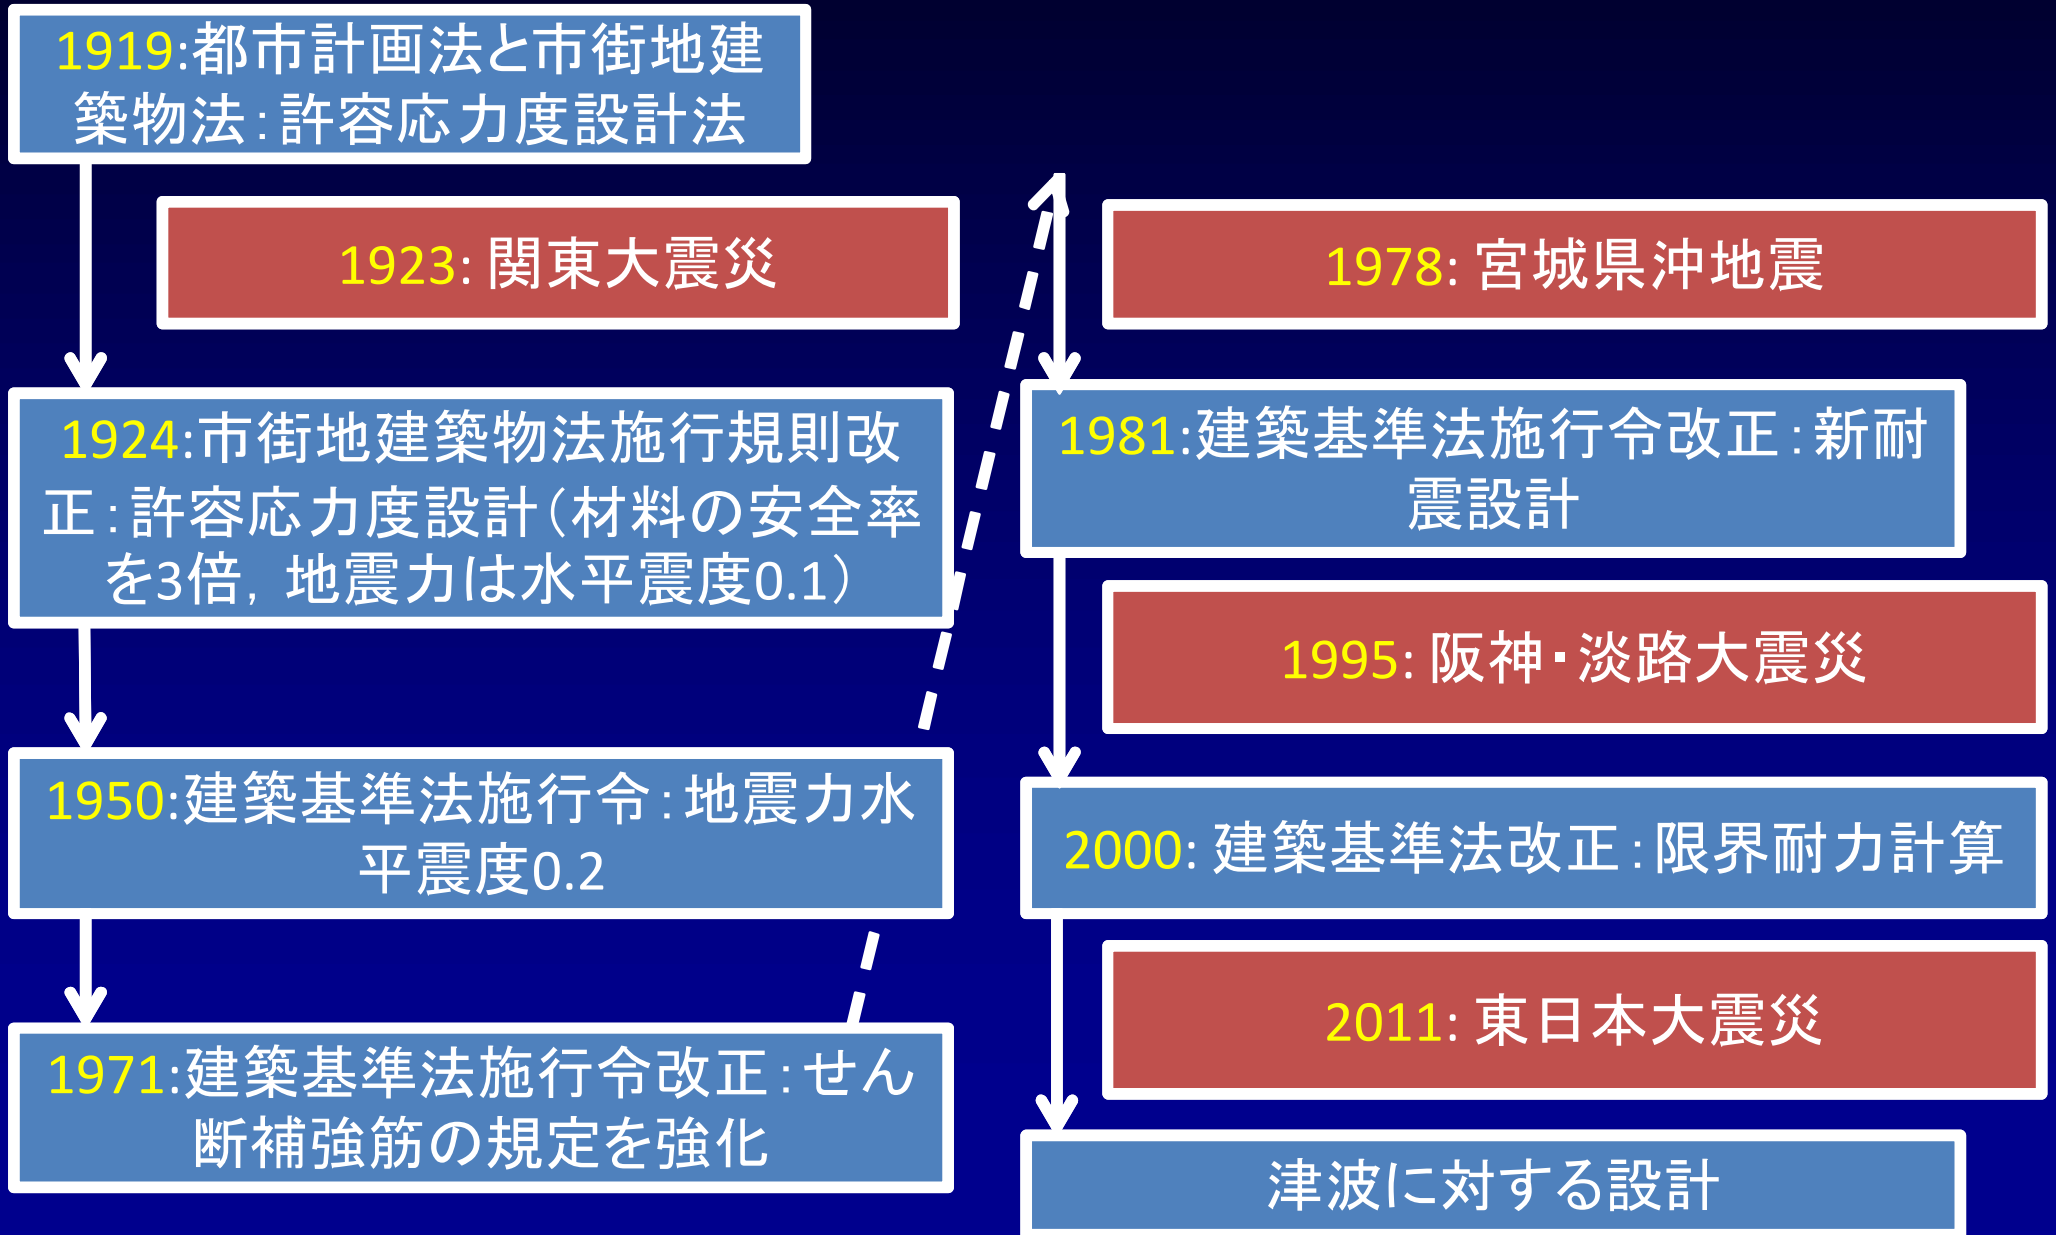 1919:都市計画法と市街地建
築物法：許容応力度設計法
1923: 関東大震災
1924:市街地建築物法施行規則改
正：許容応力度設計（材料の安全率
を3倍，地震力は水平震度0.1）
1950:建築基準法施行令：地震力水
平震度0.2
1971:建築基準法施行令改正：せん
断補強筋の規定を強化
1978: 宮城県沖地震
1981:建築基準法施行令改正：新耐
震設計
1995: 阪神・淡路大震災
2000: 建築基準法改正：限界耐力計算
2011: 東日本大震災
津波に対する設計